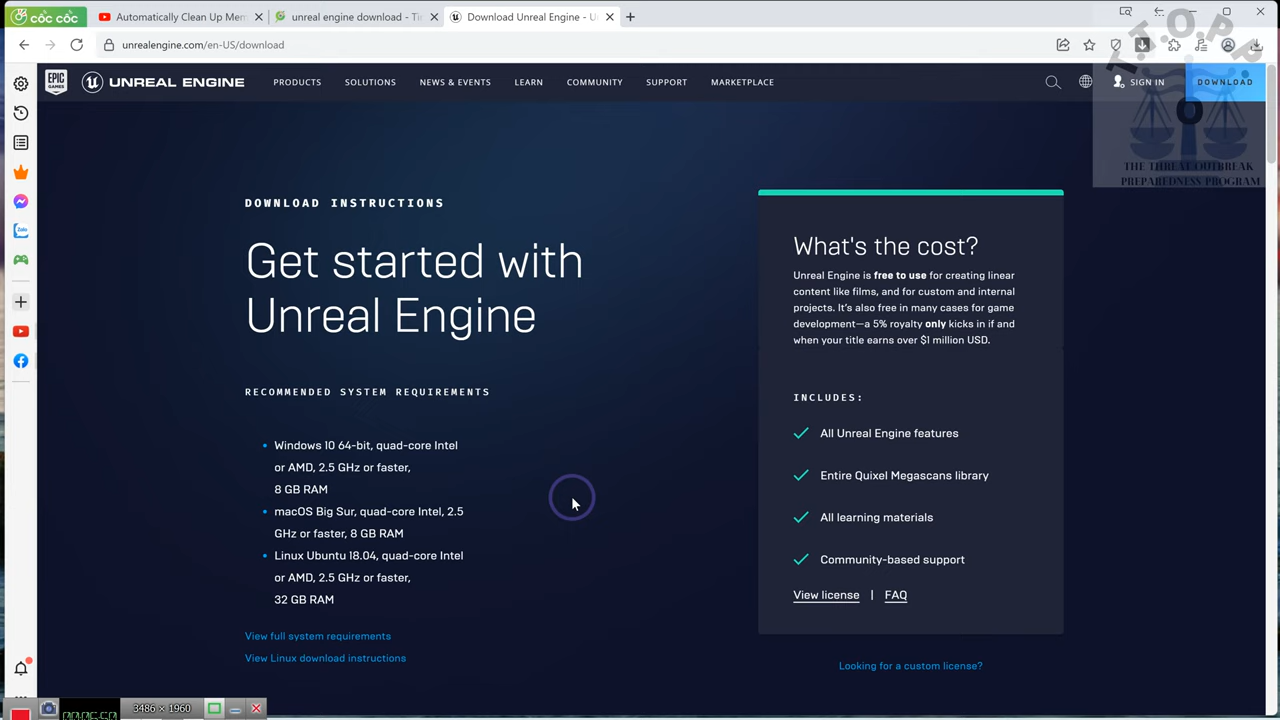 cốc cốc
Automatically Clean Up Mem
unreal engine download - Tì
Download Unreal Engine - U
unrealengine.com/en-US/download
EPIC GAMES
UNREAL ENGINE
PRODUCTS
SOLUTIONS
NEWS & EVENTS
LEARN
COMMUNITY
SUPPORT
MARKETPLACE
SIGN IN
DOWNLOAD
T.T.O.P.P
O
THE THREAL OUTBREAK
PREPAREDNESS PROGRAM
Zalo
DOWNLOAD INSTRUCTIONS
Get started with
Unreal Engine
RECOMMENDED SYSTEM REQUIREMENTS
Windows 10 64-bit, quad-core Intel
or AMD, 2.5 GHz or faster,
8 GB RAM
macOS Big Sur, quad-core Intel, 2.5
GHz or faster, 8 GB RAM
Linux Ubuntu 18.04, quad-core Intel
or AMD, 2.5 GHz or faster,
32 GB RAM
View full system requirements
View Linux download instructions
What's the cost?
Unreal Engine is free to use for creating linear
content like films, and for custom and internal
projects. It's also free in many cases for game
development—a 5% royalty only kicks in if and
when your title earns over $1 million USD.
INCLUDES:
All Unreal Engine features
Entire Quixel Megascans library
All learning materials
Community-based support
View license | FAQ
Looking for a custom license?
00:06:50
3486 × 1960